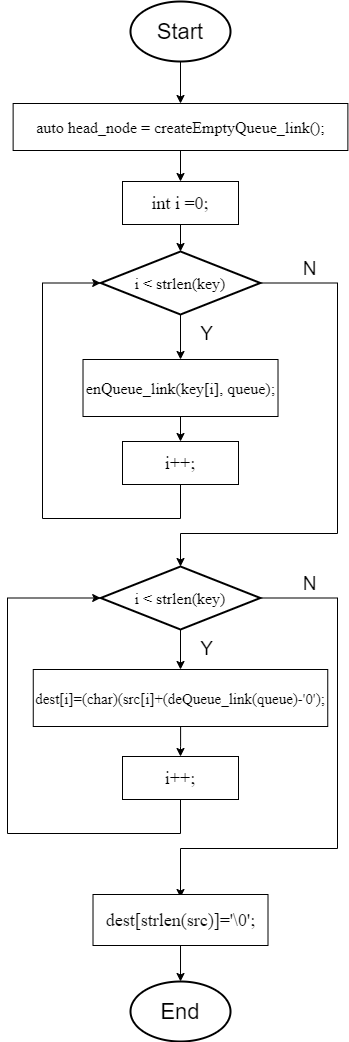 Start
auto head_node = createEmptyQueue_link();
int i =0;
i < strlen(key)
N
Y
enQueue_link(key[i], queue);
i++;
i < strlen(key)
N
Y
dest[i]=(char)(src[i]+(deQueue_link(queue)-'0');
i++;
dest[strlen(src)]='\0';
End